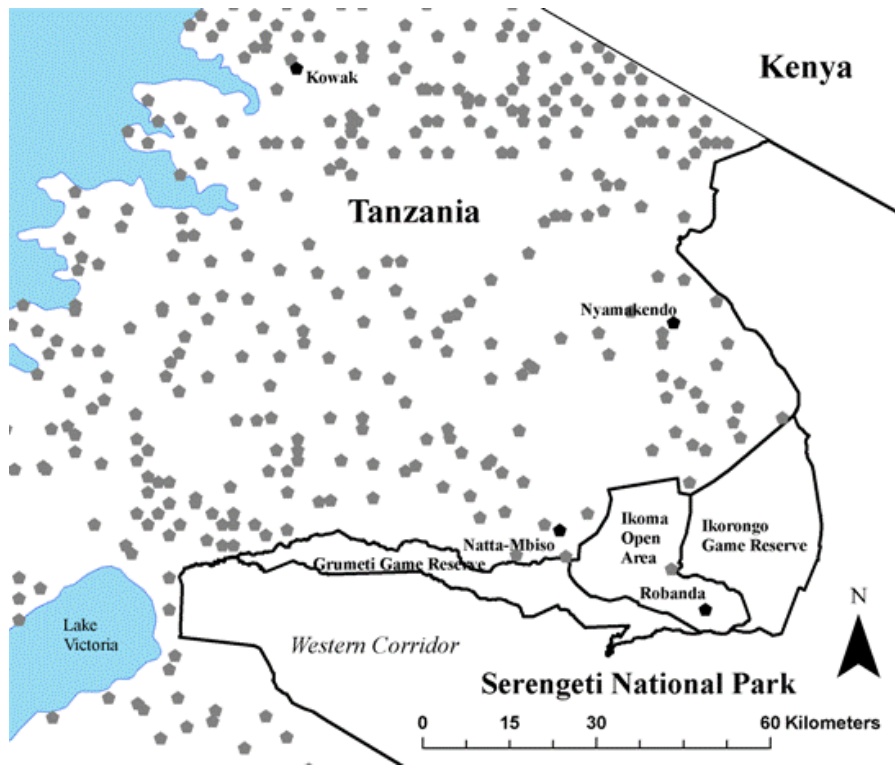 Kenya
Kowak
Tanzania
Nyamakendo
Natta-Mbiso
Ikoma
Open
Area
Ikorongo
Game Reserve
Grumeti Game Reserve
Robanda
Lake
Victoria
Western Corridor
N
Serengeti National Park
0 15 30 60 Kilometers